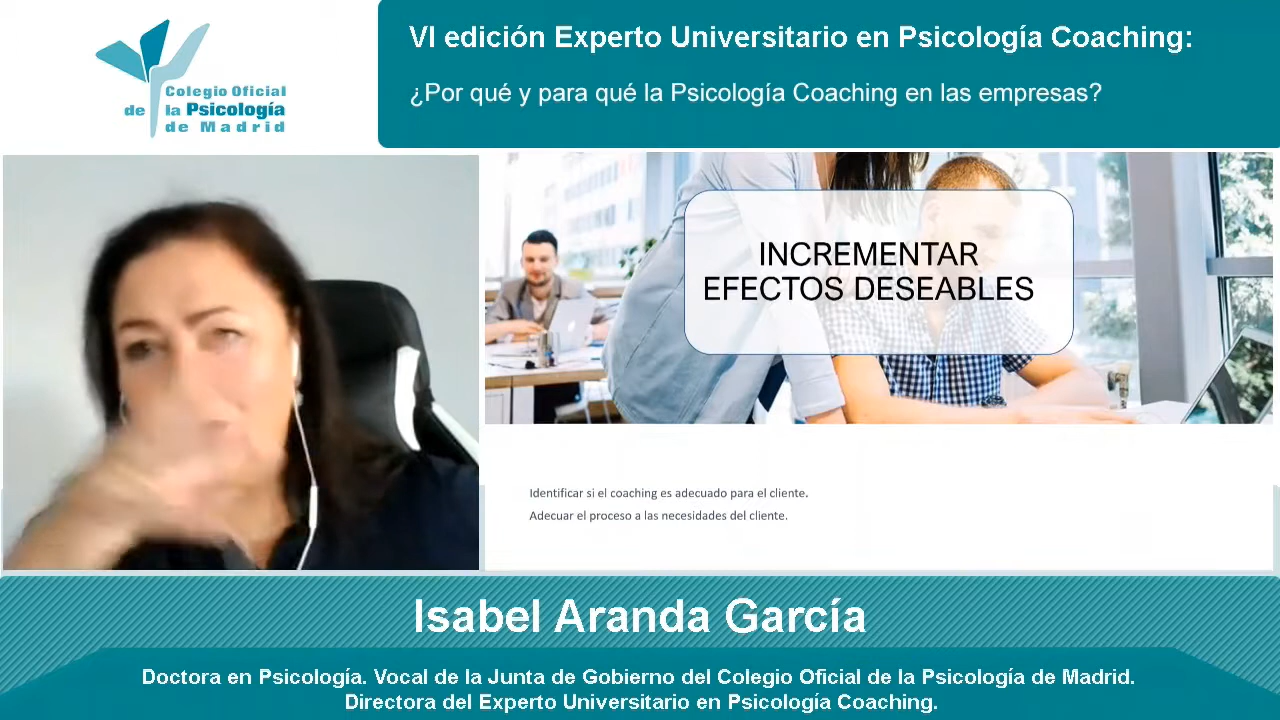 Colegio Oficial
de la Psicología
de Madrid
VI edición Experto Universitario en Psicología Coaching:
¿Por qué y para qué la Psicología Coaching en las empresas?
INCREMENTAR
EFECTOS DESEABLES
Identificar si el coaching es adecuado para el cliente.
Adecuar el proceso a las necesidades del cliente.
Isabel Aranda García
Doctora en Psicología. Vocal de la Junta de Gobierno del Colegio Oficial de la Psicología de Madrid.
Directora del Experto Universitario en Psicología Coaching.